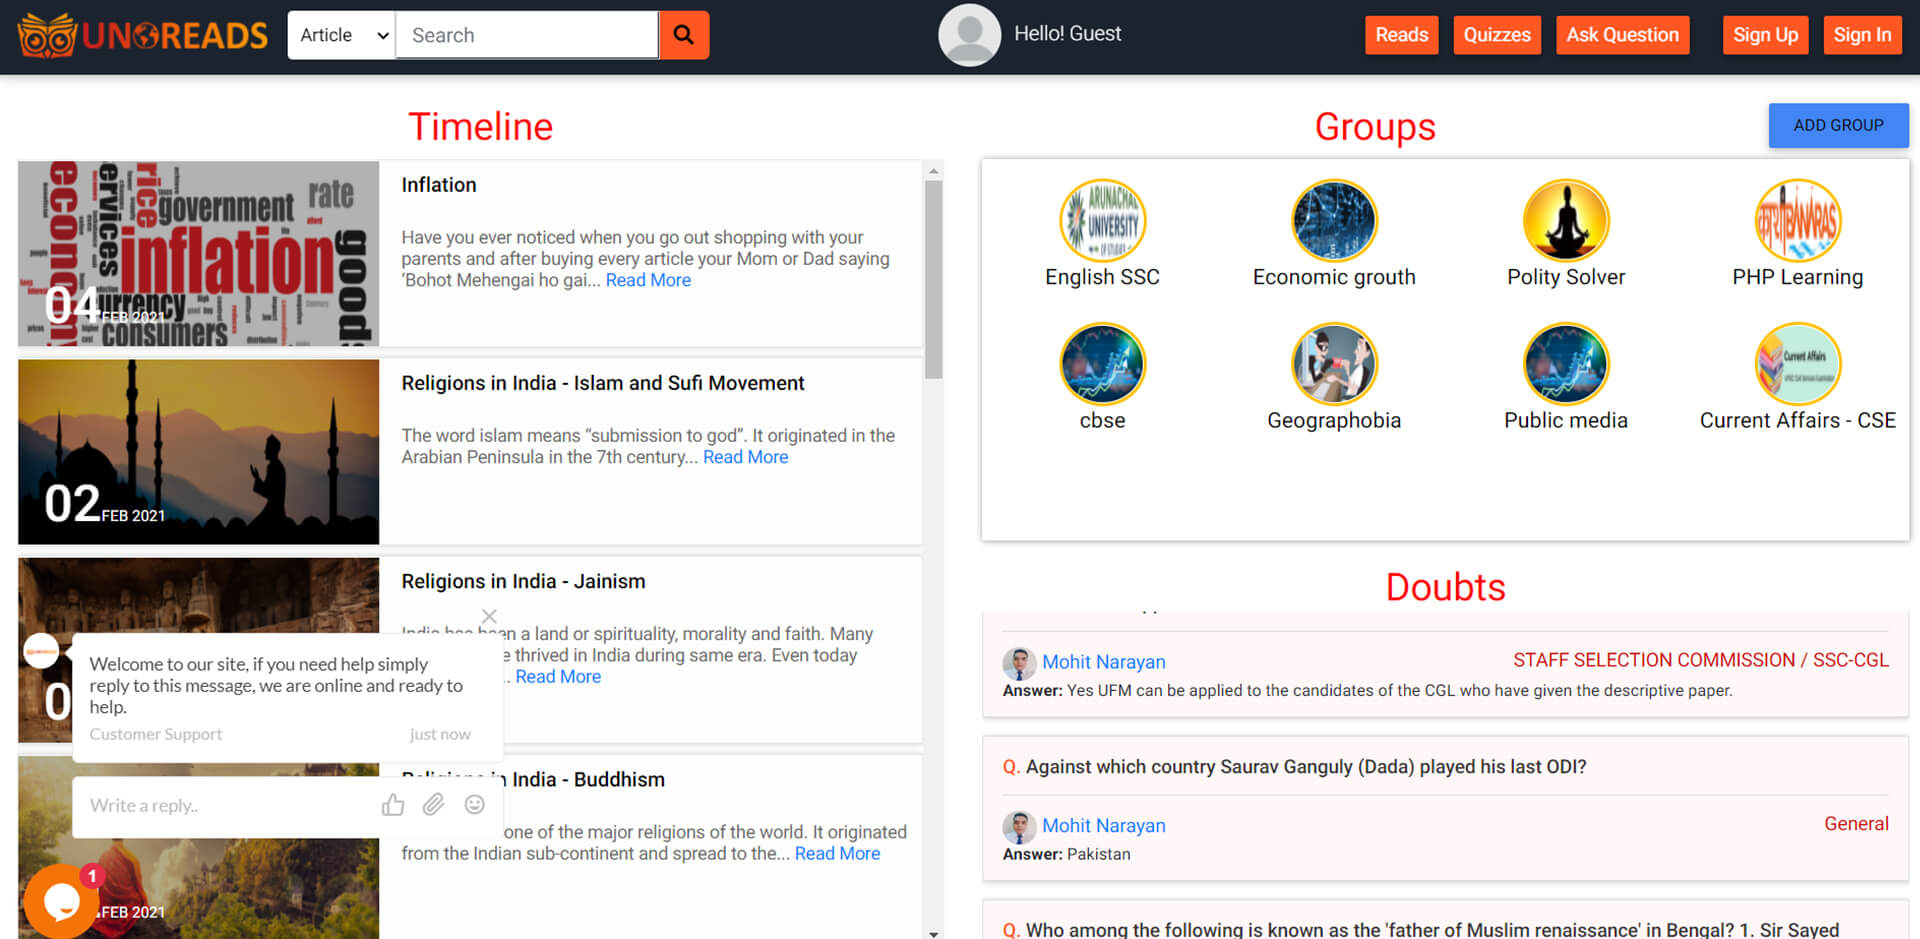 UNOREADS
Article
Search
Hello! Guest
Reads
Quizzes
Ask Question
Sign Up
Sign In
Timeline
economy
ervices
rice
government
rate
inflation
goods
currency
consumers
04 FEB 2021
Inflation
Have you ever noticed when you go out shopping with your
parents and after buying every article your Mom or Dad saying
‘Bohot Mehengai ho gai... Read More
02 FEB 2021
Religions in India - Islam and Sufi Movement
The word islam means “submission to god”. It originated in the
Arabian Peninsula in the 7th century... Read More
0
Religions in India - Jainism
India has been a land or spirituality, morality and faith. Many
e thrived in India during same era. Even today
. Read More
Welcome to our site, if you need help simply
reply to this message, we are online and ready to
help.
Customer Support
just now
Write a reply..
1
FEB 2021
Religions in India - Buddhism
one of the major religions of the world. It originated
from the Indian sub-continent and spread to the... Read More
Groups
ADD GROUP
ARUNACHAL
UNIVERSITY
English SSC
Economic grouth
Polity Solver
काशी BANARAS
PHP Learning
cbse
Geographobia
Public media
Current Affairs
Current Affairs - CSE
Doubts
Mohit Narayan
STAFF SELECTION COMMISSION / SSC-CGL
Answer: Yes UFM can be applied to the candidates of the CGL who have given the descriptive paper.
Q. Against which country Saurav Ganguly (Dada) played his last ODI?
Mohit Narayan
General
Answer: Pakistan
Q. Who among the following is known as the 'father of Muslim renaissance' in Bengal? 1. Sir Sayed